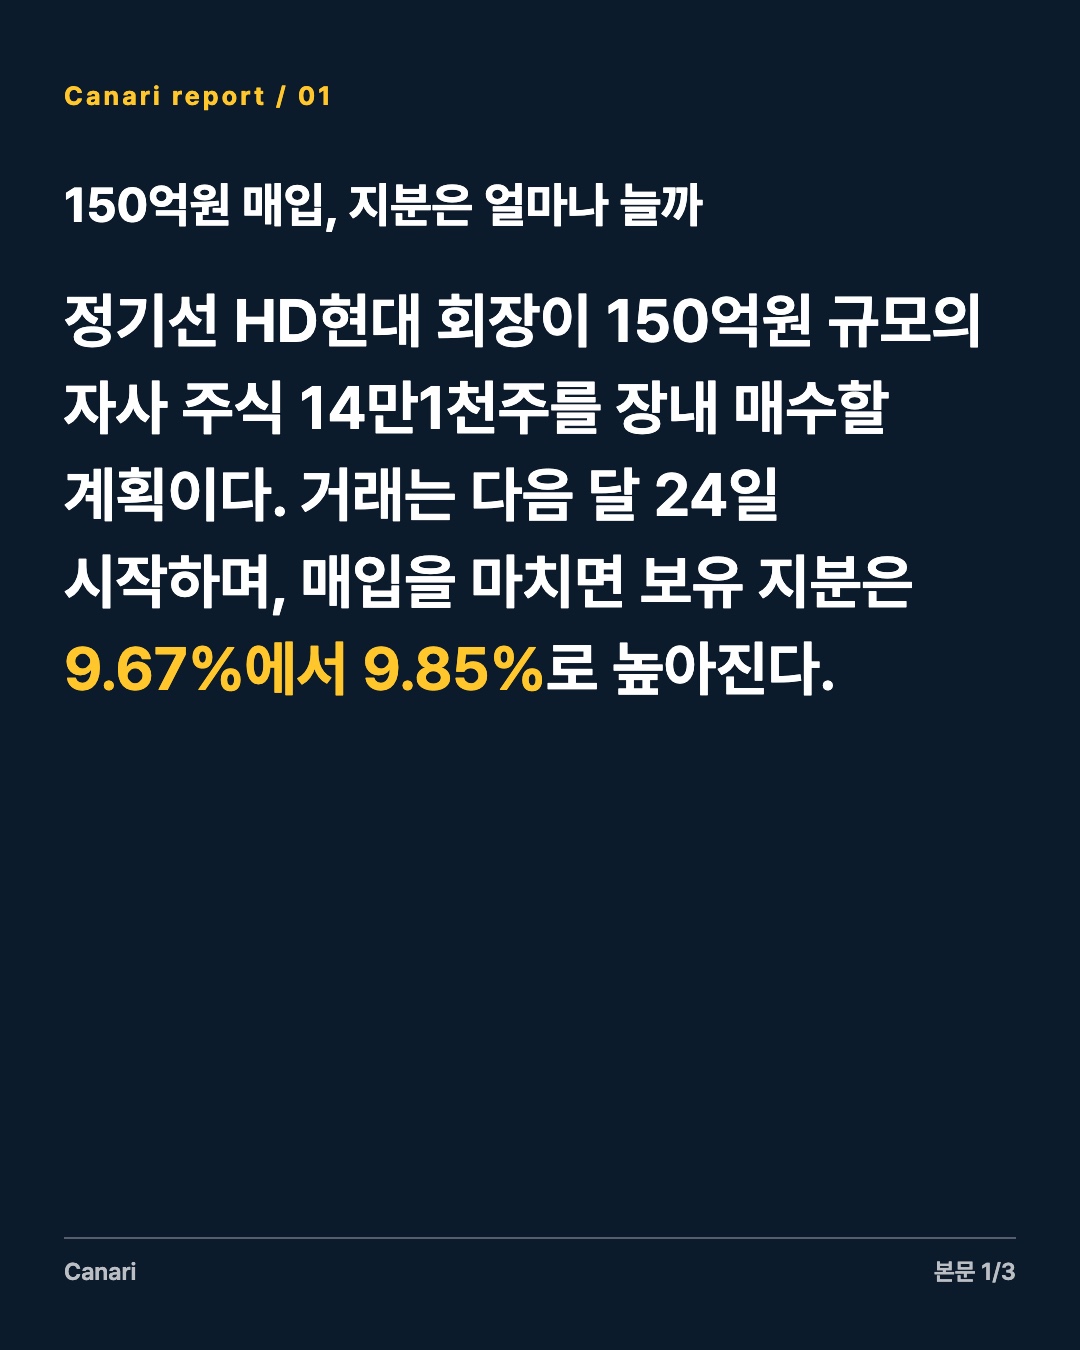 Canari report / 01
150억원 매입, 지분은 얼마나 늘까
정기선 HD현대 회장이 150억원 규모의
자사 주식 14만1천주를 장내 매수할
계획이다. 거래는 다음 달 24일
시작하며, 매입을 마치면 보유 지분은
9.67%에서 9.85%로 높아진다.
Canari
본문 1/3